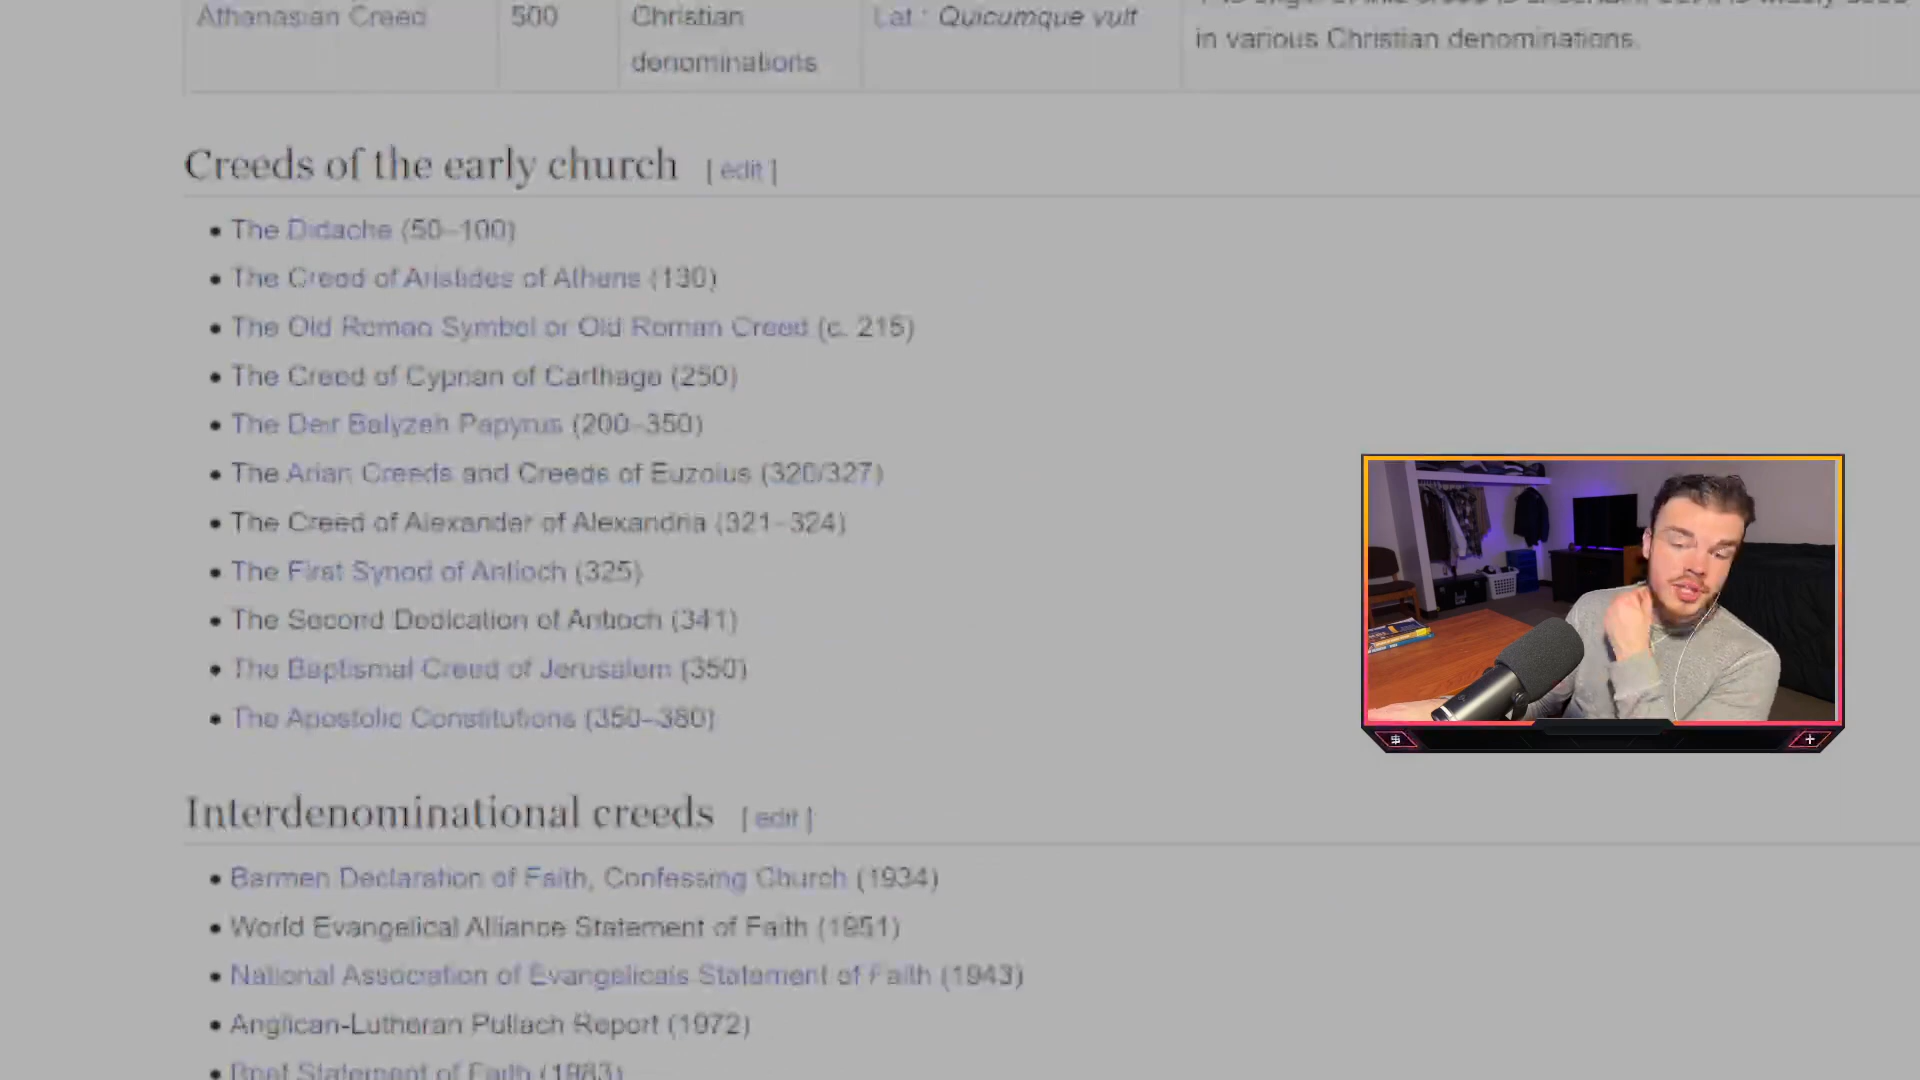 Athanasian Creed 500 Christian denominations Lat.: Quicumque vult
in various Christian denominations.
Creeds of the early church [ edit ]
The Didache (50–100)
The Creed of Aristides of Athens (130)
The Old Roman Symbol or Old Roman Creed (c. 215)
The Creed of Cyprian of Carthage (250)
The Deir Balyzeh Papyrus (200–350)
The Arian Creeds and Creeds of Euzoius (320/327)
The Creed of Alexander of Alexandria (321–324)
The First Synod of Antioch (325)
The Second Dedication of Antioch (341)
The Baptismal Creed of Jerusalem (350)
The Apostolic Constitutions (350–380)
Interdenominational creeds [ edit ]
Barmen Declaration of Faith, Confessing Church (1934)
World Evangelical Alliance Statement of Faith (1951)
National Association of Evangelicals Statement of Faith (1943)
Anglican-Lutheran Pullach Report (1972)
Brief Statement of Faith (1983)